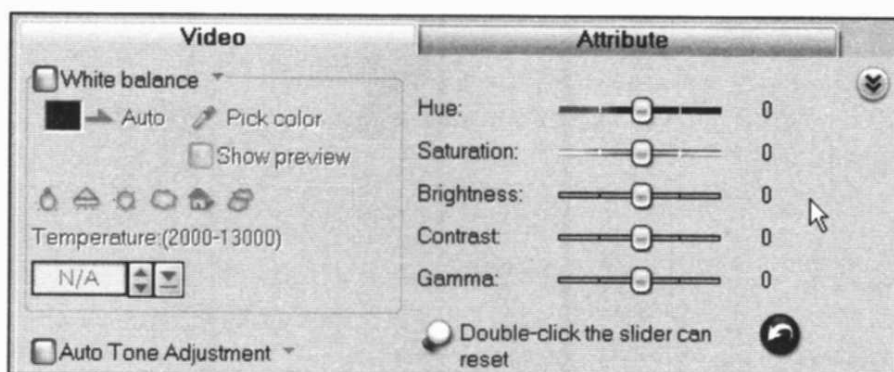 Video
Attribute
White balance
Auto
Pick color
Show preview
Temperature:(2000-13000)
N/A
Auto Tone Adjustment
Hue: 0
Saturation: 0
Brightness: 0
Contrast: 0
Gamma: 0
Double-click the slider can
reset